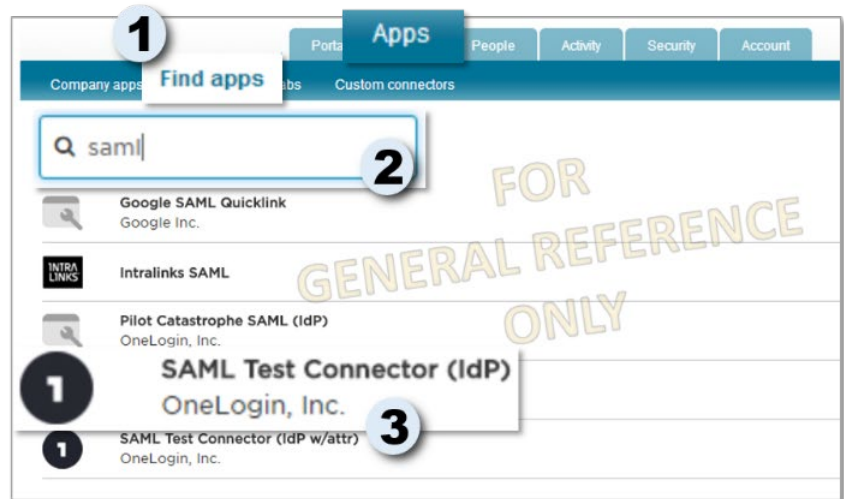 1
Porta Apps People Activity Security Account
Company apps Find apps abs Custom connectors
saml
2
Google SAML Quicklink
Google Inc.
INTRA
LINKS
Intralinks SAML
FOR
GENERAL REFERENCE
ONLY
Pilot Catastrophe SAML (IdP)
OneLogin, Inc.
1
SAML Test Connector (IdP)
OneLogin, Inc.
3
1
SAML Test Connector (IdP w/attr)
OneLogin, Inc.